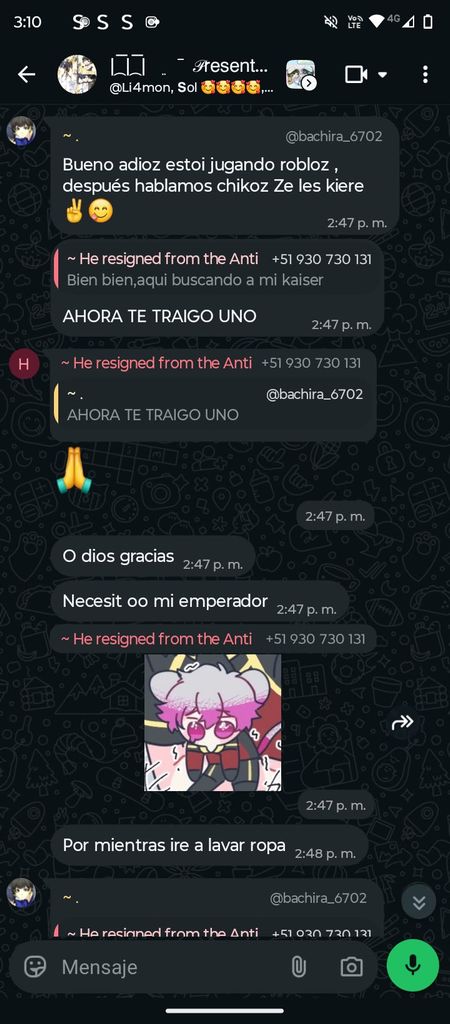 3:10
Vo)) LTE
4G
Present...
@Li4mon, Sol 🥰🥰🥰🥰,...
~ .
@bachira_6702
Bueno adioz estoi jugando robloz ,
después hablamos chikoz Ze les kiere
✌️😋
2:47 p. m.
~ He resigned from the Anti +51 930 730 131
Bien bien,aqui buscando a mi kaiser
AHORA TE TRAIGO UNO
2:47 p. m.
H
~ He resigned from the Anti +51 930 730 131
~ .
@bachira_6702
AHORA TE TRAIGO UNO
🙏
2:47 p. m.
O dios gracias 2:47 p. m.
Necesit oo mi emperador 2:47 p. m.
~ He resigned from the Anti +51 930 730 131
2:47 p. m.
Por mientras ire a lavar ropa 2:48 p. m.
~ .
@bachira_6702
~ He resigned from the Anti +51 930 730 131
Mensaje